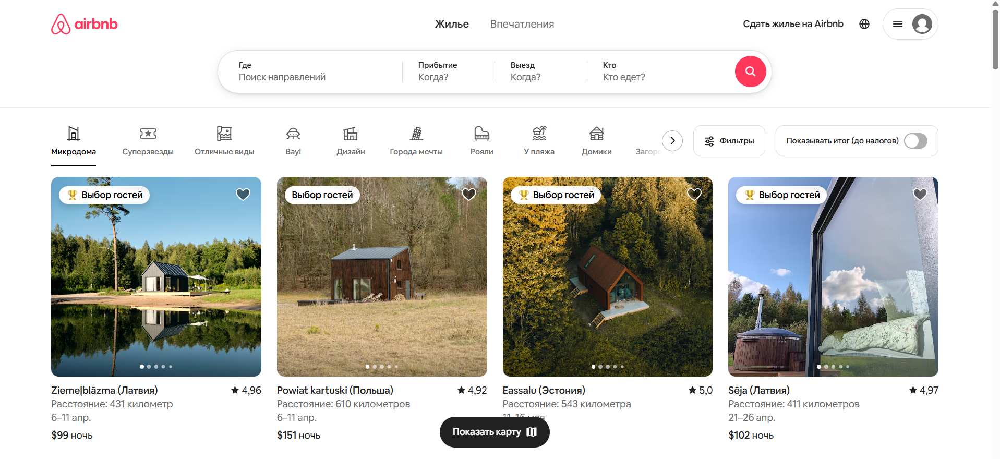 airbnb
Жилье
Впечатления
Сдать жилье на Airbnb
Где
Поиск направлений
Прибытие
Когда?
Выезд
Когда?
Кто
Кто едет?
Микродома
Суперзвезды
Отличные виды
Вау!
Дизайн
Города мечты
Рояли
У пляжа
Домики
Фильтры
Показывать итог (до налогов)
Выбор гостей
Выбор гостей
Выбор гостей
Выбор гостей
Ziemeļblāzma (Латвия)
4,96
Расстояние: 431 километр
6–11 апр.
$99 ночь
Powiat kartuski (Польша)
4,92
Расстояние: 610 километров
6–11 апр.
$151 ночь
Eassalu (Эстония)
5,0
Расстояние: 543 километра
Sēja (Латвия)
4,97
Расстояние: 411 километров
21–26 апр.
$102 ночь
Показать карту